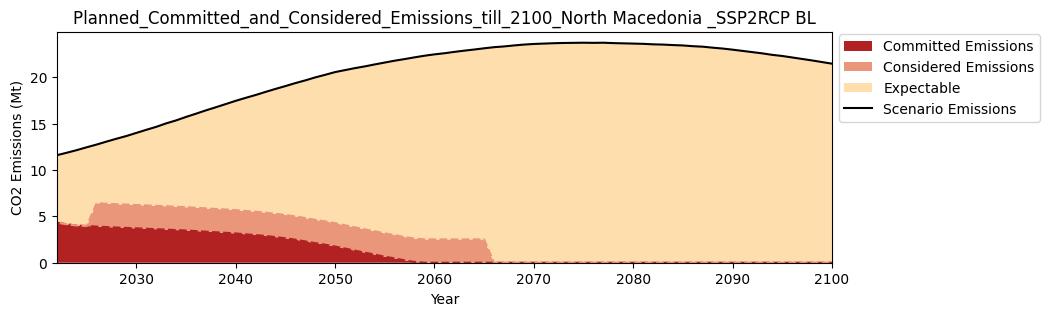 Planned_Committed_and_Considered_Emissions_till_2100_North Macedonia _SSP2RCP BL
Committed Emissions
Considered Emissions
Expectable
Scenario Emissions
CO2 Emissions (Mt)
20
15
10
5
0
2030
2040
2050
2060
2070
2080
2090
2100
Year